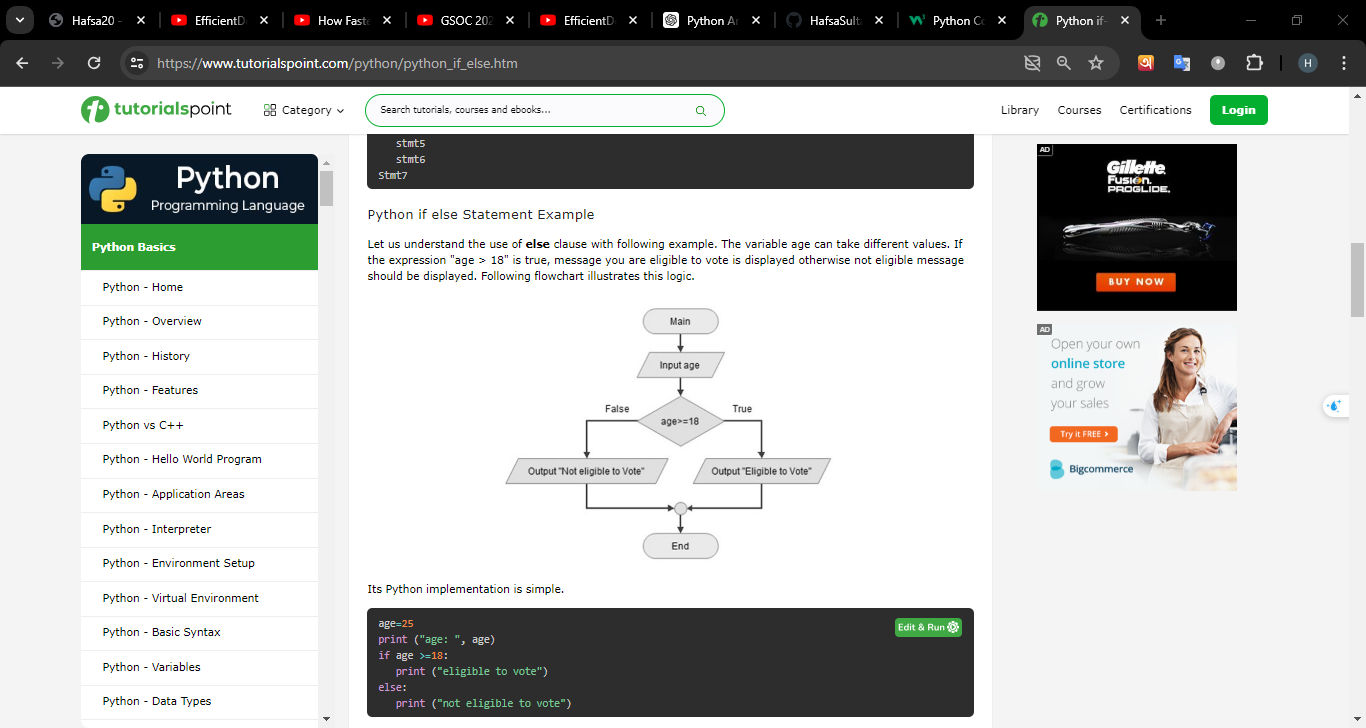 Hafsa20 -
EfficientD
How Faste
GSOC 202
EfficientD
Python Ar
HafsaSult
Python Co
Python if-
https://www.tutorialspoint.com/python/python_if_else.htm
H
tutorialspoint
Category
Search tutorials, courses and ebooks...
Library
Courses
Certifications
Login
Python
Programming Language
Python Basics
Python - Home
Python - Overview
Python - History
Python - Features
Python vs C++
Python - Hello World Program
Python - Application Areas
Python - Interpreter
Python - Environment Setup
Python - Virtual Environment
Python - Basic Syntax
Python - Variables
Python - Data Types
stmt5
stmt6
Stmt7
Python if else Statement Example
Let us understand the use of else clause with following example. The variable age can take different values. If
the expression "age > 18" is true, message you are eligible to vote is displayed otherwise not eligible message
should be displayed. Following flowchart illustrates this logic.
Main
Input age
False
True
age>=18
Output "Not eligible to Vote"
Output "Eligible to Vote"
End
Its Python implementation is simple.
age=25
Edit & Run
print ("age: ", age)
if age >=18:
print ("eligible to vote")
else:
print ("not eligible to vote")
AD
Gillette
FUSION.
PROGLIDE.
BUY NOW
AD
Open your own
online store
and grow
your sales
Try it FREE >
Bigcommerce